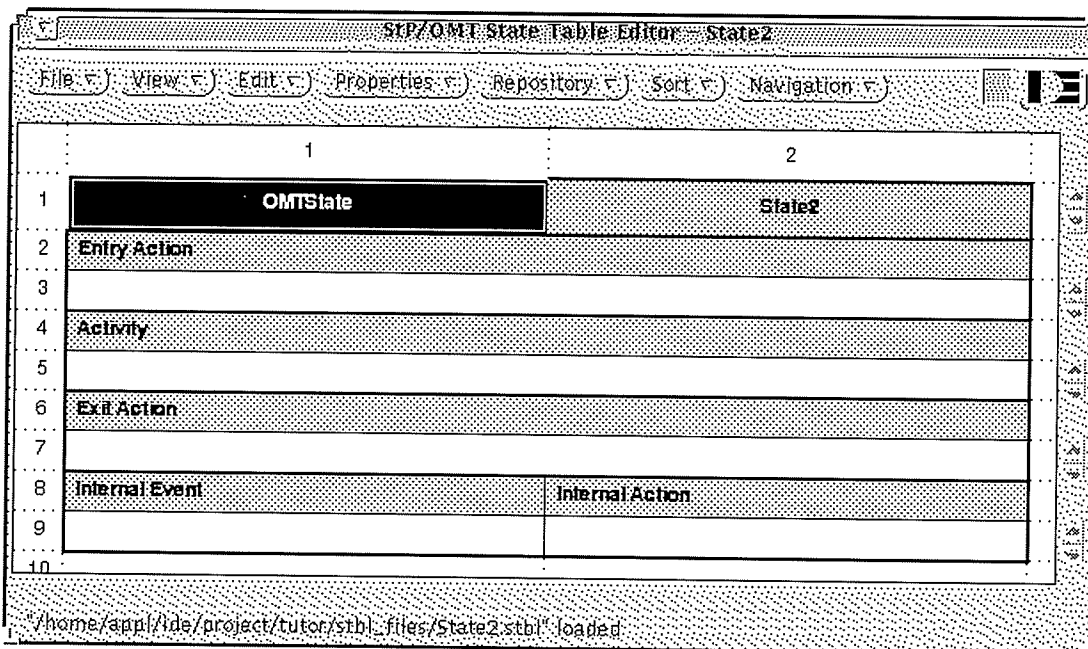 StP/OMT State Table Editor - State2
File View Edit Properties Repository Sort Navigation
1 2
1 OMTState State2
2 Entry Action
3
4 Activity
5
6 Exit Action
7
8 Internal Event Internal Action
9
10
"/home/appl/ide/project/tutor/stbl_files/State2.stbl" loaded